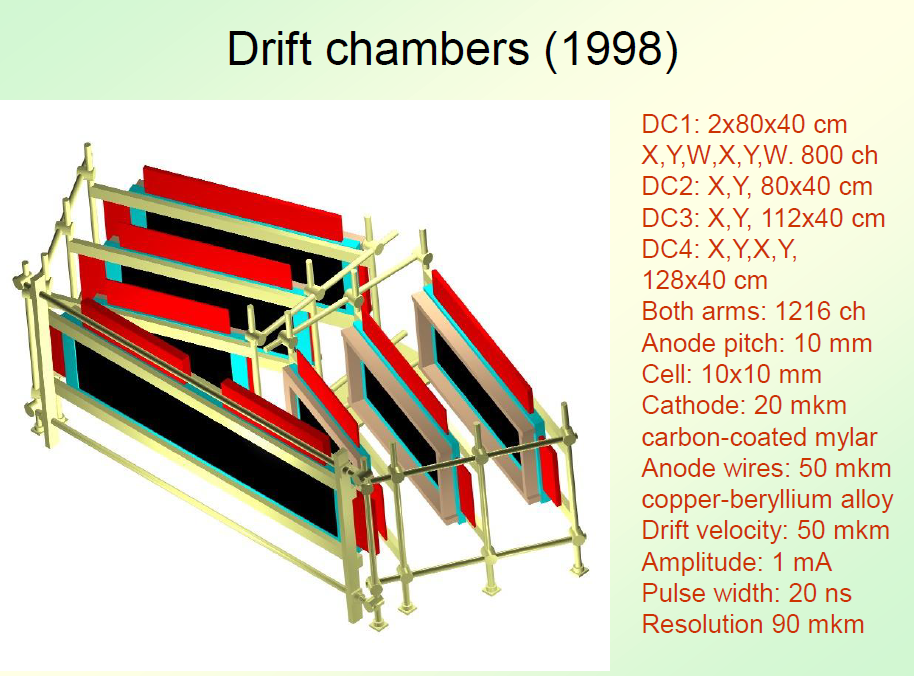 Drift chambers (1998)
DC1: 2x80x40 cm
X,Y,W,X,Y,W. 800 ch
DC2: X,Y, 80x40 cm
DC3: X,Y, 112x40 cm
DC4: X,Y,X,Y,
128x40 cm
Both arms: 1216 ch
Anode pitch: 10 mm
Cell: 10x10 mm
Cathode: 20 mkm
carbon-coated mylar
Anode wires: 50 mkm
copper-beryllium alloy
Drift velocity: 50 mkm
Amplitude: 1 mA
Pulse width: 20 ns
Resolution 90 mkm